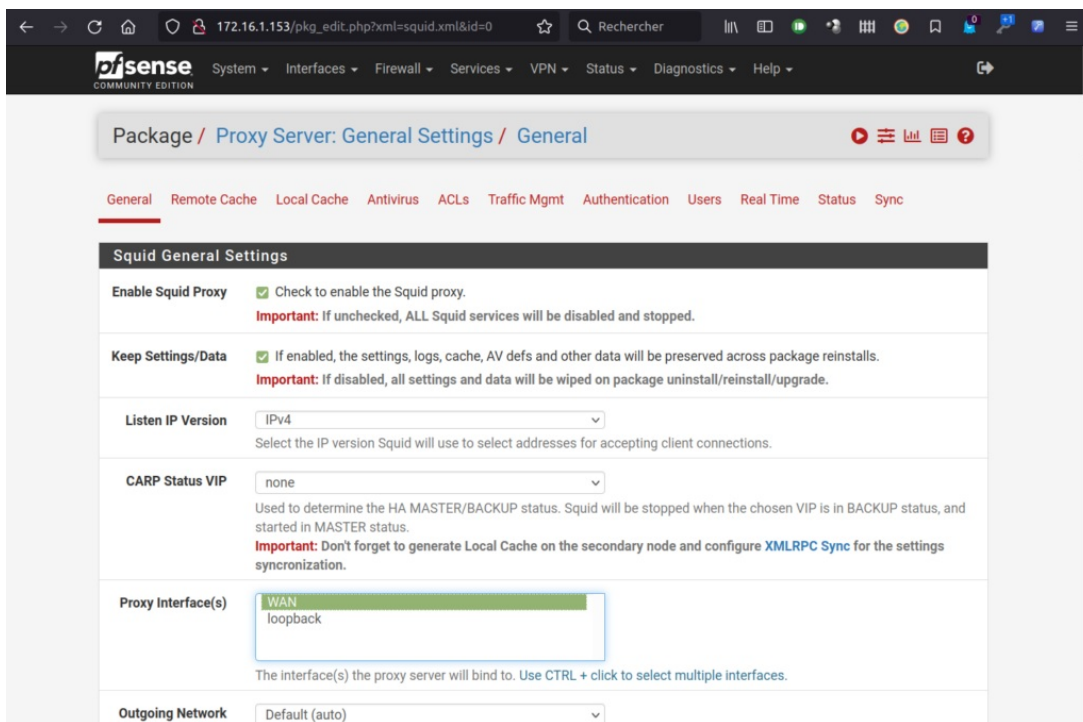 172.16.1.153/pkg_edit.php?xml=squid.xml&id=0
Rechercher
0
+1
pfsense
COMMUNITY EDITION
System
Interfaces
Firewall
Services
VPN
Status
Diagnostics
Help
Package / Proxy Server: General Settings / General
General
Remote Cache
Local Cache
Antivirus
ACLs
Traffic Mgmt
Authentication
Users
Real Time
Status
Sync
Squid General Settings
Enable Squid Proxy
Check to enable the Squid proxy.
Important: If unchecked, ALL Squid services will be disabled and stopped.
Keep Settings/Data
If enabled, the settings, logs, cache, AV defs and other data will be preserved across package reinstalls.
Important: If disabled, all settings and data will be wiped on package uninstall/reinstall/upgrade.
Listen IP Version
IPv4
Select the IP version Squid will use to select addresses for accepting client connections.
CARP Status VIP
none
Used to determine the HA MASTER/BACKUP status. Squid will be stopped when the chosen VIP is in BACKUP status, and
started in MASTER status.
Important: Don't forget to generate Local Cache on the secondary node and configure XMLRPC Sync for the settings
syncronization.
Proxy Interface(s)
WAN
loopback
The interface(s) the proxy server will bind to. Use CTRL + click to select multiple interfaces.
Outgoing Network
Default (auto)